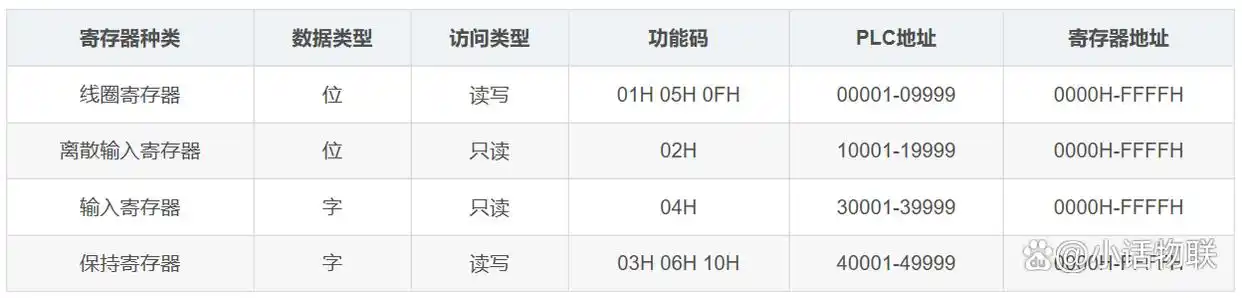 寄存器种类 数据类型 访问类型 功能码 PLC地址 寄存器地址
线圈寄存器 位 读写 01H 05H 0FH 00001-09999 0000H-FFFFH
离散输入寄存器 位 只读 02H 10001-19999 0000H-FFFFH
输入寄存器 字 只读 04H 30001-39999 0000H-FFFFH
保持寄存器 字 读写 03H 06H 10H 40001-49999 0000H-FFFFH
@小话物联